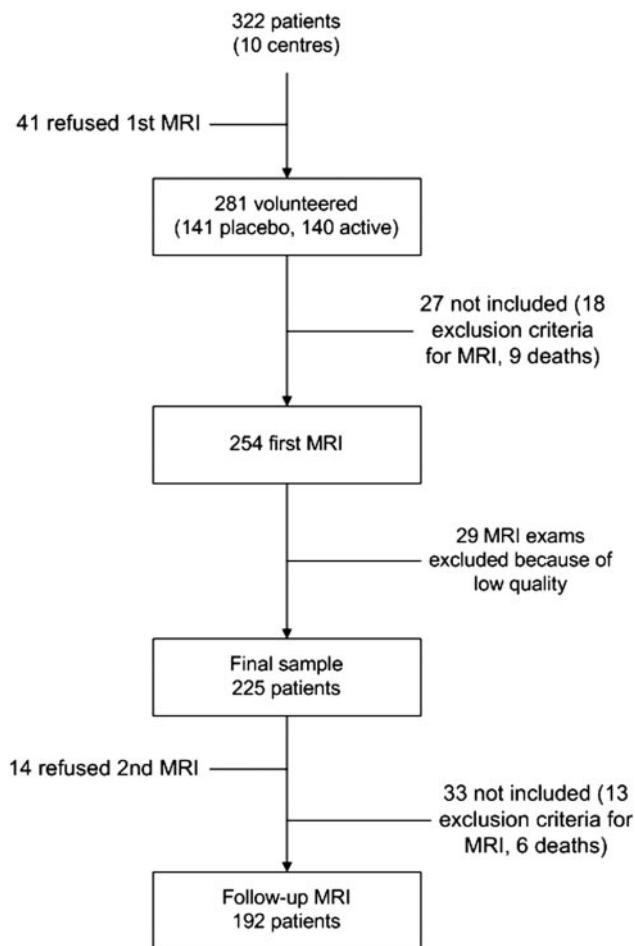 322 patients
(10 centres)
41 refused 1st MRI
281 volunteered
(141 placebo, 140 active)
27 not included (18
exclusion criteria
for MRI, 9 deaths)
254 first MRI
29 MRI exams
excluded because of
low quality
Final sample
225 patients
14 refused 2nd MRI
33 not included (13
exclusion criteria for
MRI, 6 deaths)
Follow-up MRI
192 patients